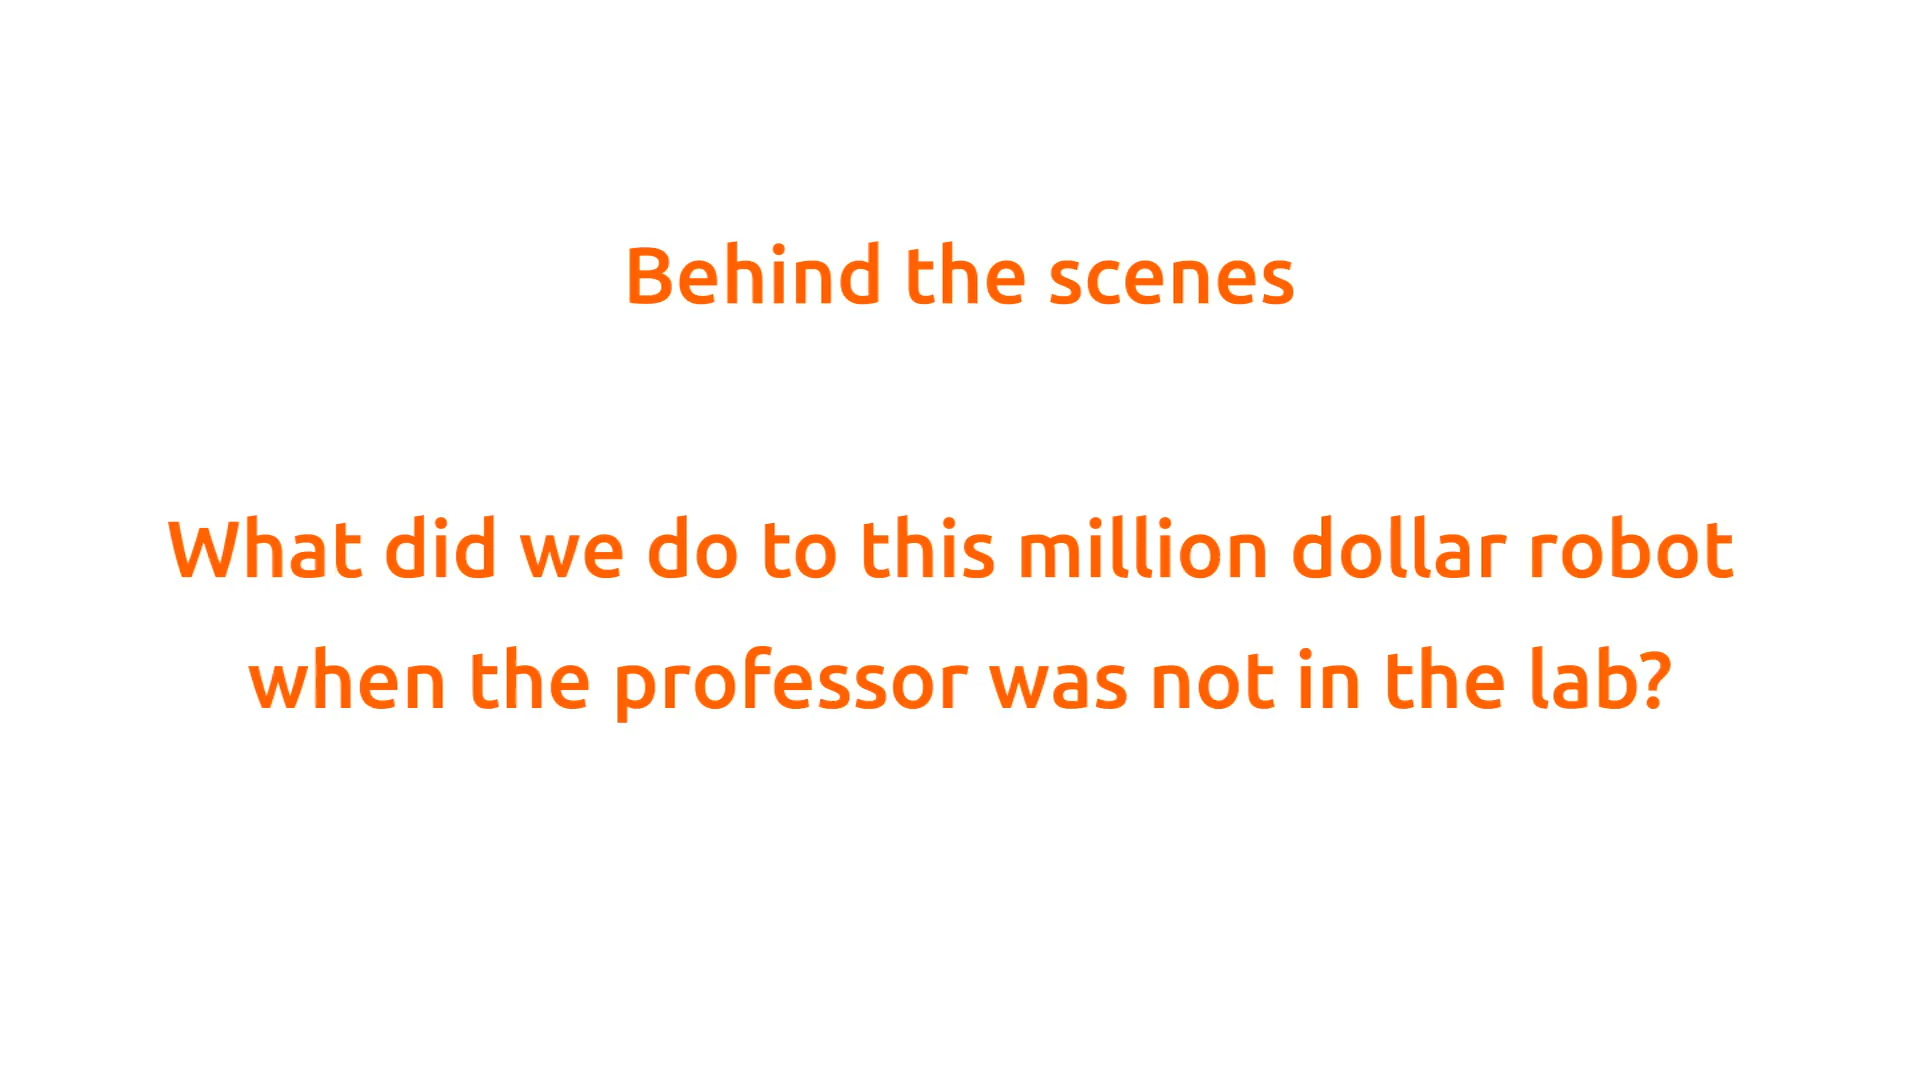 Behind the scenes
What did we do to this million dollar robot
when the professor was not in the lab?